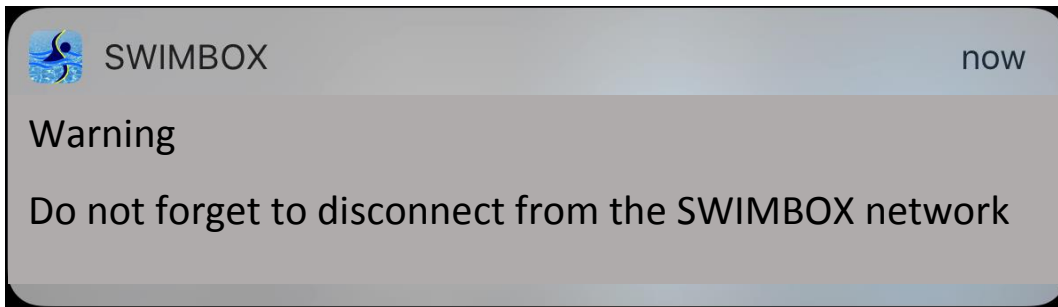 SWIMBOX now
Warning
Do not forget to disconnect from the SWIMBOX network